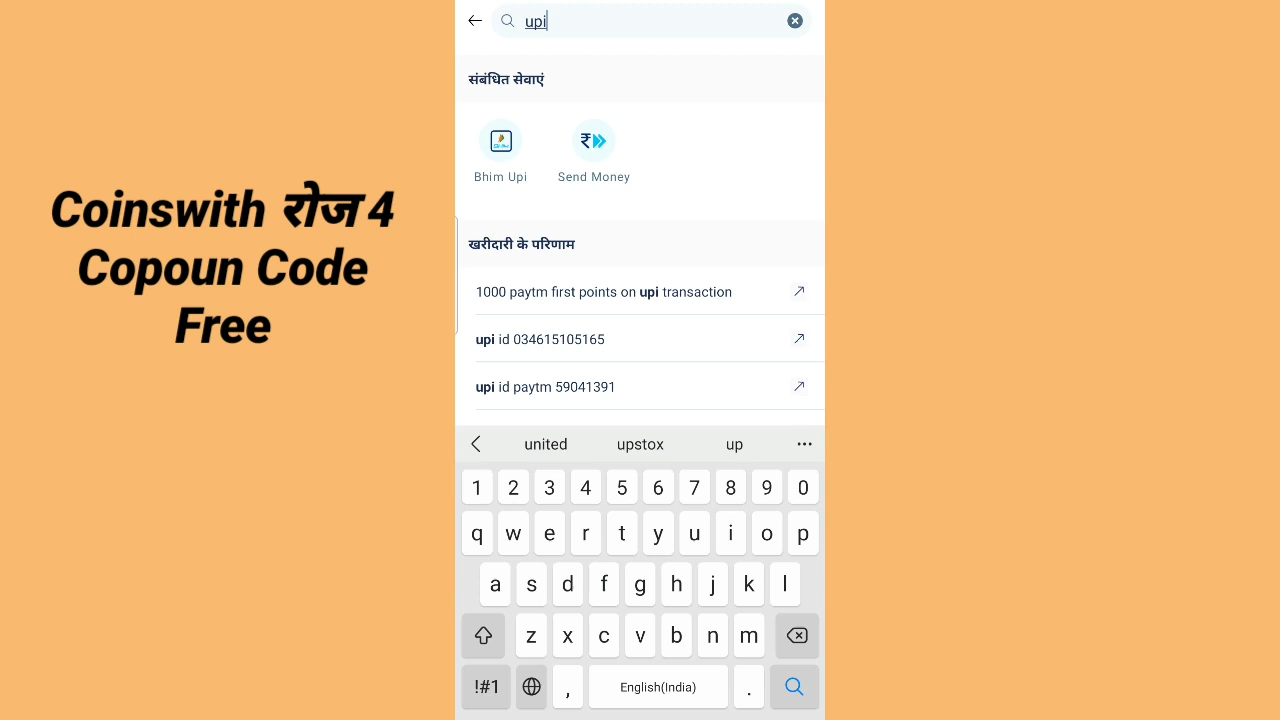 Coinswith रोज 4
Copoun Code
Free
upi
संबंधित सेवाएं
Bhim Upi
Send Money
खरीदारी के परिणाम
1000 paytm first points on upi transaction
upi id 034615105165
upi id paytm 59041391
united upstox up
1 2 3 4 5 6 7 8 9 0
q w e r t y u i o p
a s d f g h j k l
z x c v b n m
!#1 , English(India) .